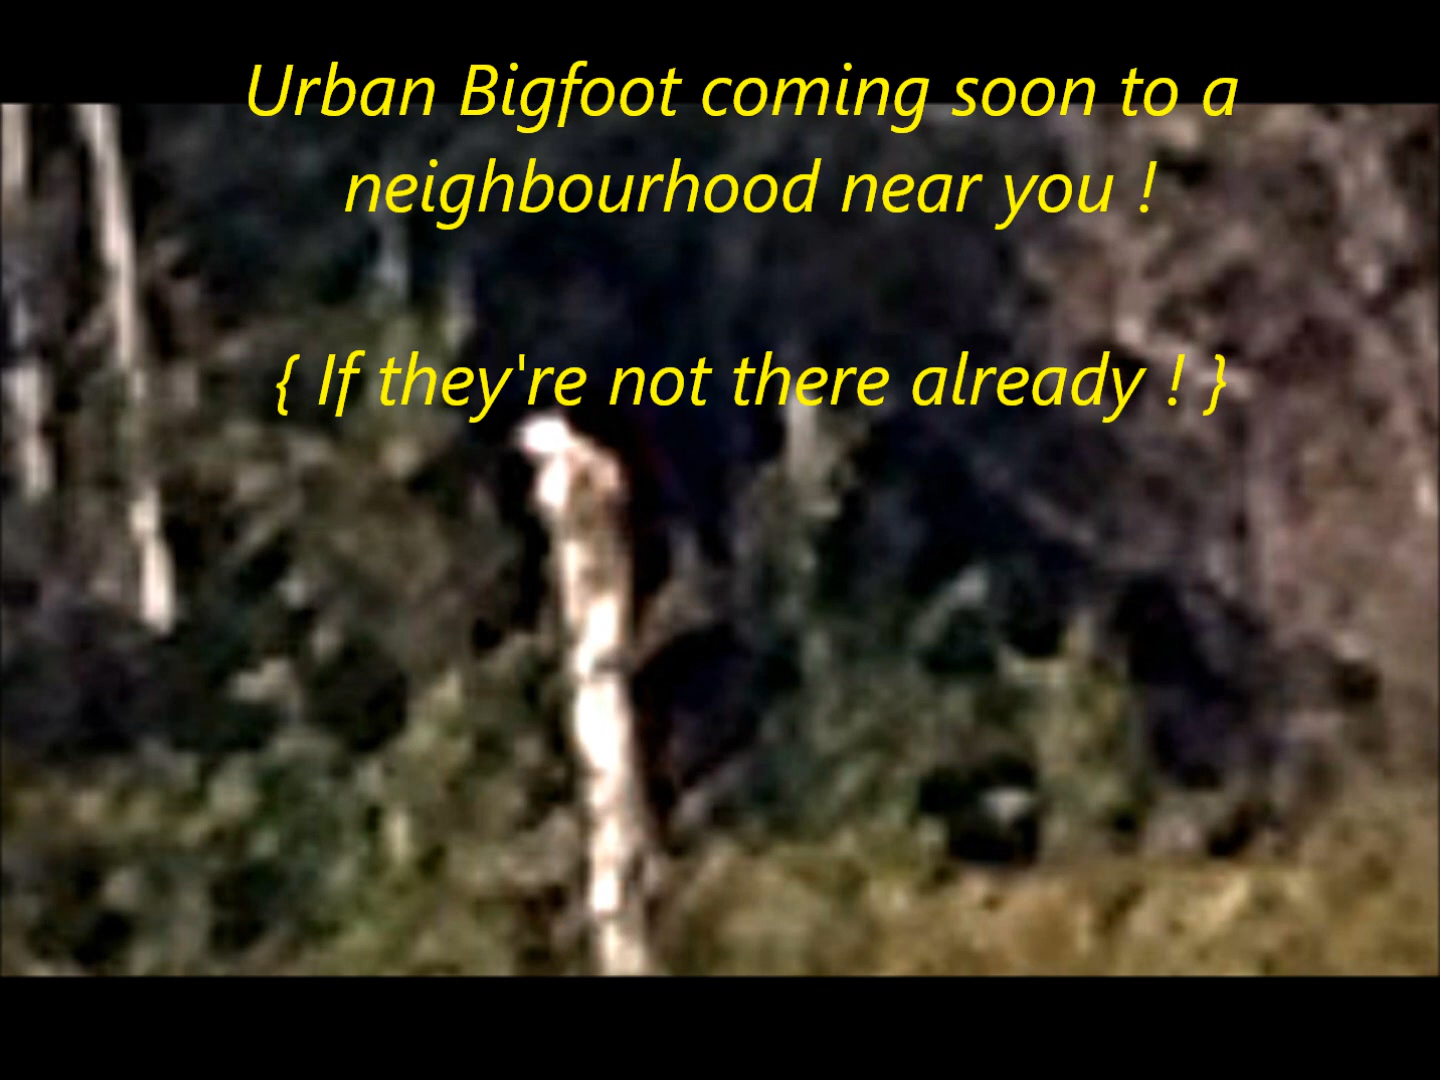 Urban Bigfoot coming soon to a
neighbourhood near you !
{ If they're not there already ! }